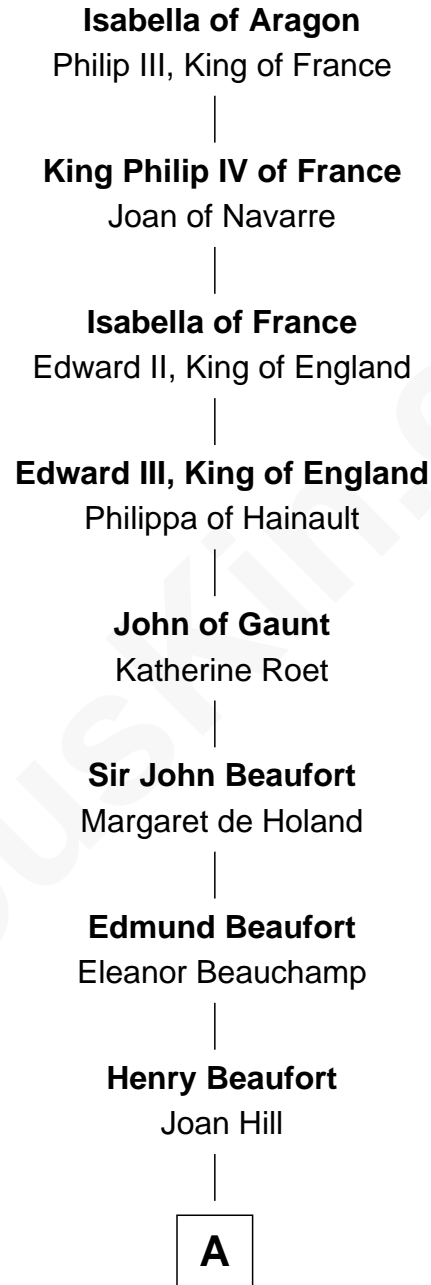 Isabella of Aragon
Philip III, King of France
King Philip IV of France
Joan of Navarre
Isabella of France
Edward II, King of England
Edward III, King of England
Philippa of Hainault
John of Gaunt
Katherine Roet
Sir John Beaufort
Margaret de Holand
Edmund Beaufort
Eleanor Beauchamp
Henry Beaufort
Joan Hill
A